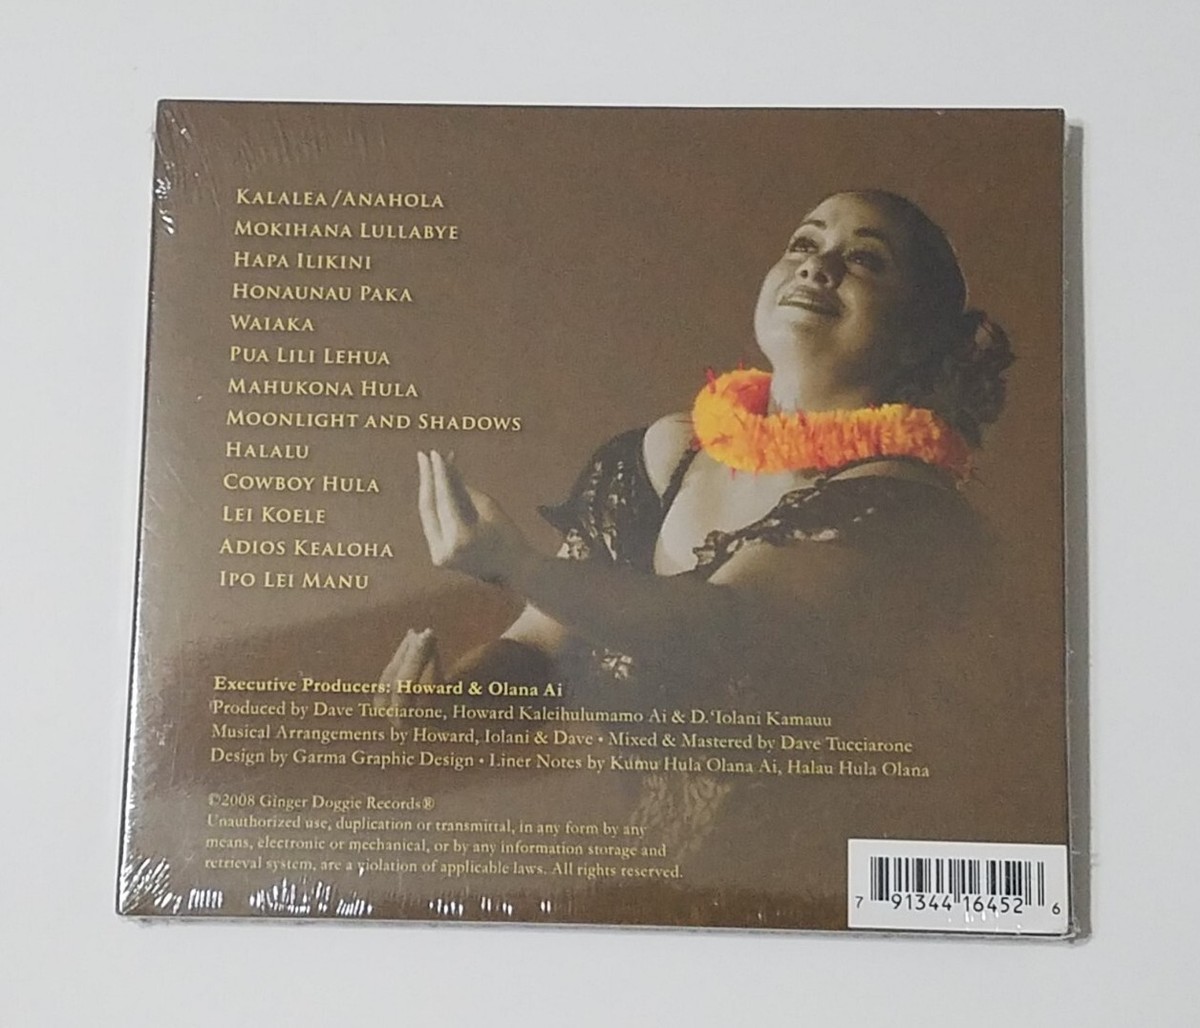 KALALEA/ANAHOLA
MOKIHANA LULLABYE
HAPA ILIKINI
HONAUNAU PAKA
WAIAKA
PUA LILI LEHUA
MAHUKONA HULA
MOONLIGHT AND SHADOWS
HALALU
COWBOY HULA
LEI KOELE
ADIOS KEALOHA
IPO LEI MANU
Executive Producers: Howard & Olana Ai
Produced by Dave Tucciarone, Howard Kaleihulumamo Ai & D. ‘Iolani Kamauu
Musical Arrangements by Howard, Iolani & Dave • Mixed & Mastered by Dave Tucciarone
Design by Garma Graphic Design • Liner Notes by Kumu Hula Olana Ai, Halau Hula Olana
©2008 Ginger Doggie Records®
Unauthorized use, duplication or transmittal, in any form by any
means, electronic or mechanical, or by any information storage and
retrieval system, are a violation of applicable laws. All rights reserved.
7 91344 16452 6